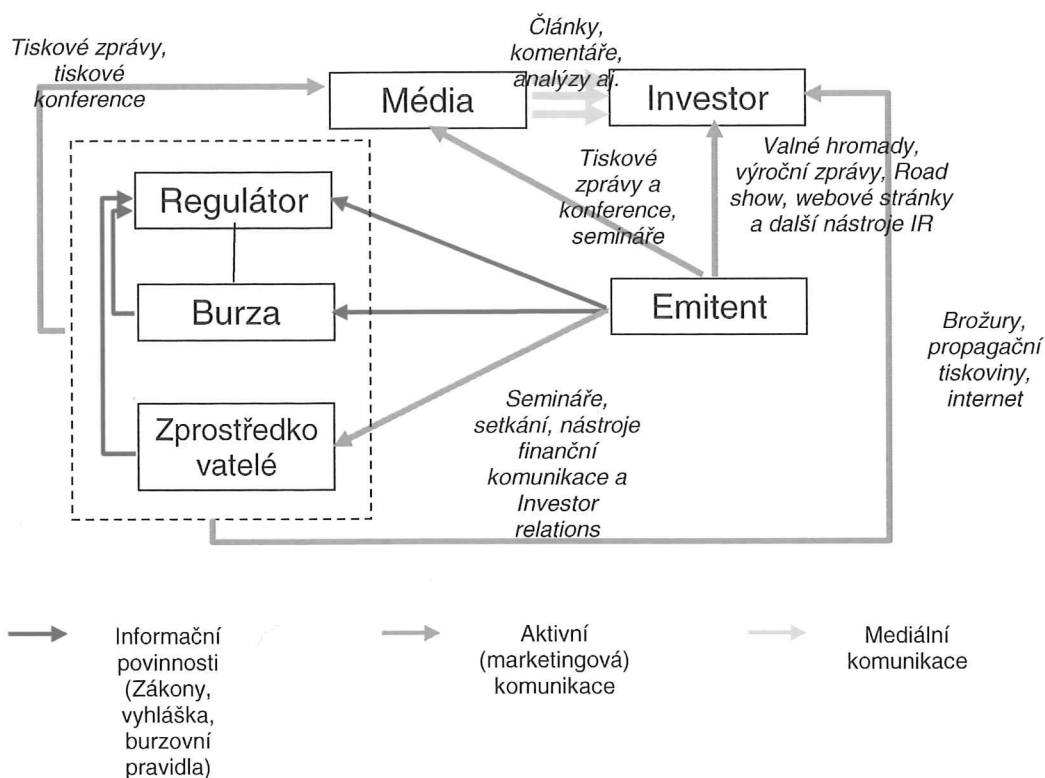 Tiskové zprávy,
tiskové
konference
Články,
komentáře,
analýzy aj.
Média
Investor
Tiskové
zprávy a
konference,
semináře
Valné hromady,
výroční zprávy, Road
show, webové stránky
a další nástroje IR
Regulátor
Burza
Emitent
Zprostředko
vatelé
Semináře,
setkání, nástroje
finanční
komunikace a
Investor
relations
Brožury,
propagační
tiskoviny,
internet
Informační
povinnosti
(Zákony,
vyhláška,
burzovní
pravidla)
Aktivní
(marketingová)
komunikace
Mediální
komunikace